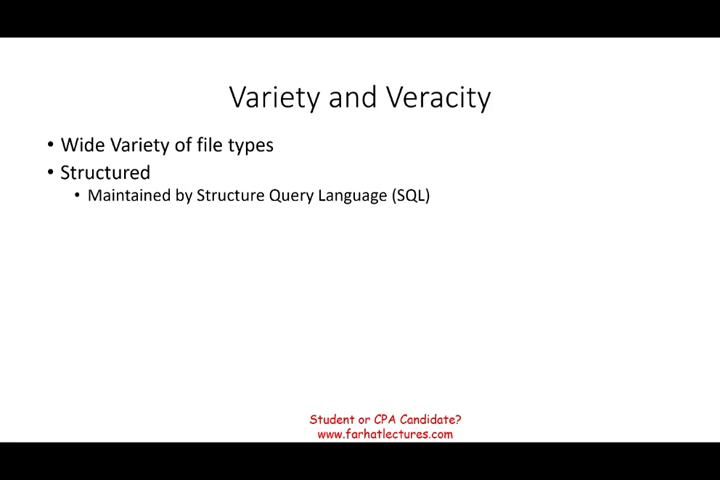 Variety and Veracity
• Wide Variety of file types
• Structured
• Maintained by Structure Query Language (SQL)
Student or CPA Candidate?
www.farhatlectures.com